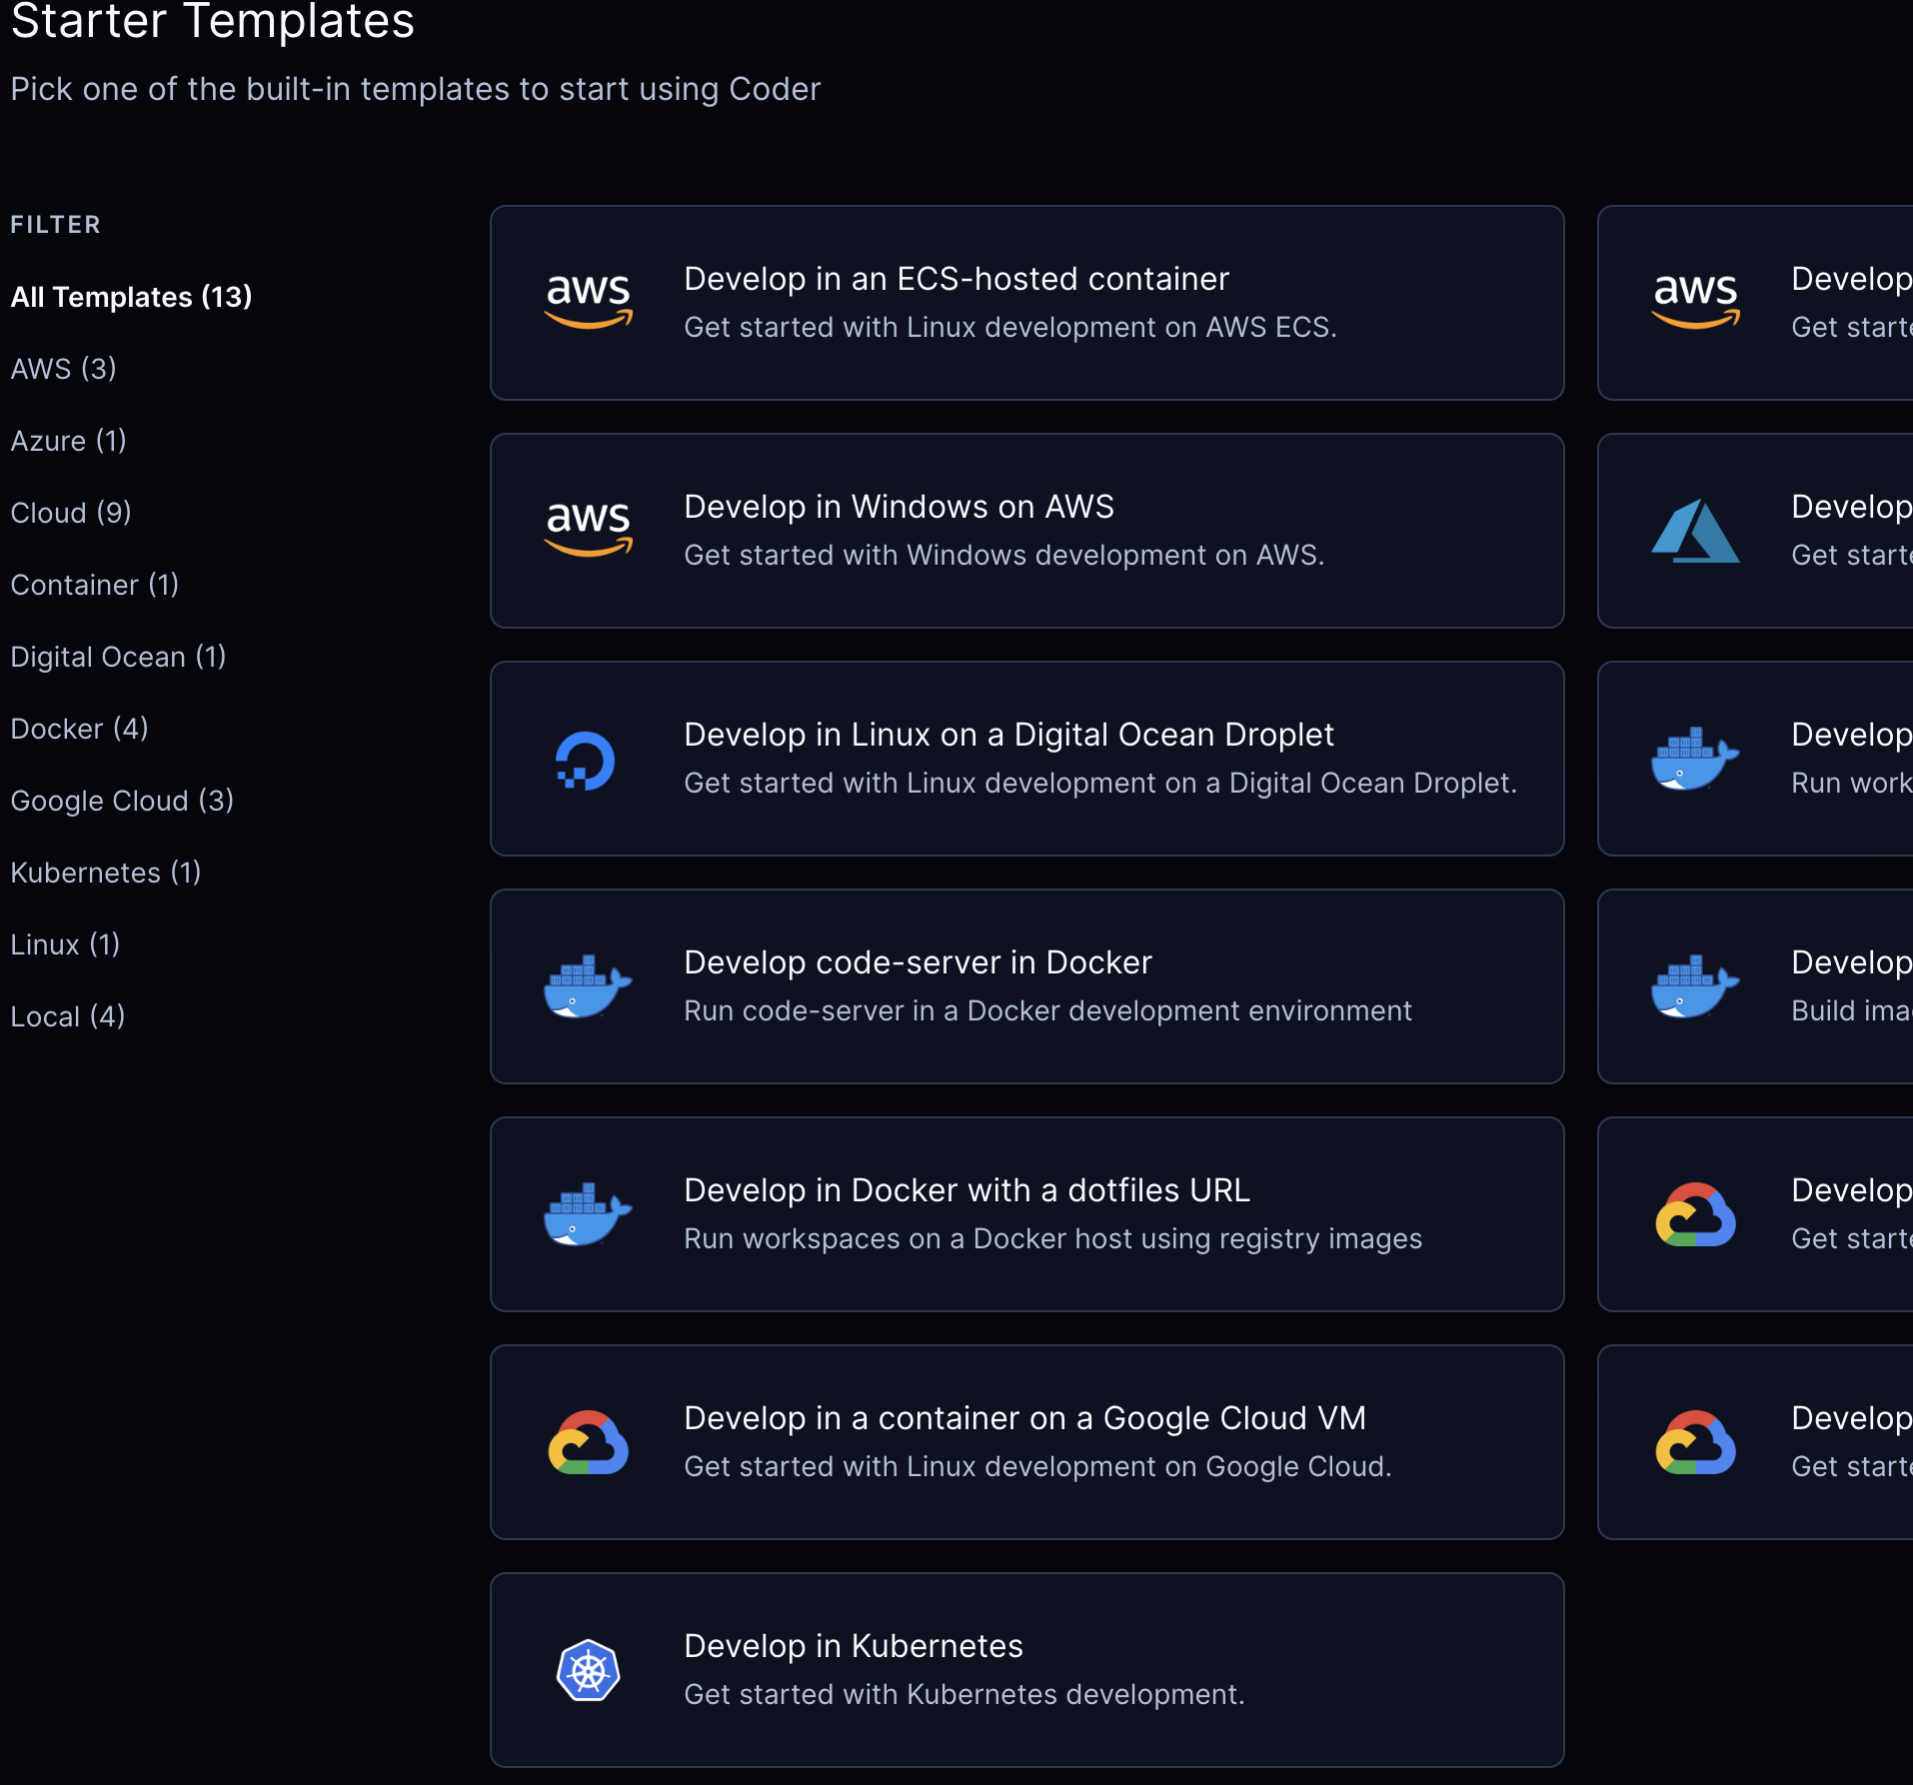 Starter Templates
Pick one of the built-in templates to start using Coder
FILTER
All Templates (13)
AWS (3)
Azure (1)
Cloud (9)
Container (1)
Digital Ocean (1)
Docker (4)
Google Cloud (3)
Kubernetes (1)
Linux (1)
Local (4)
aws
Develop in an ECS-hosted container
Get started with Linux development on AWS ECS.
aws
Develop
Get
aws
Develop in Windows on AWS
Get started with Windows development on AWS.
Develop
Get
Develop in Linux on a Digital Ocean Droplet
Get started with Linux development on a Digital Ocean Droplet.
Develop
Run
Develop code-server in Docker
Run code-server in a Docker development environment
Develop
Build
Develop in Docker with a dotfiles URL
Run workspaces on a Docker host using registry images
Develop
Get
Develop in a container on a Google Cloud VM
Get started with Linux development on Google Cloud.
Develop
Get
Develop in Kubernetes
Get started with Kubernetes development.